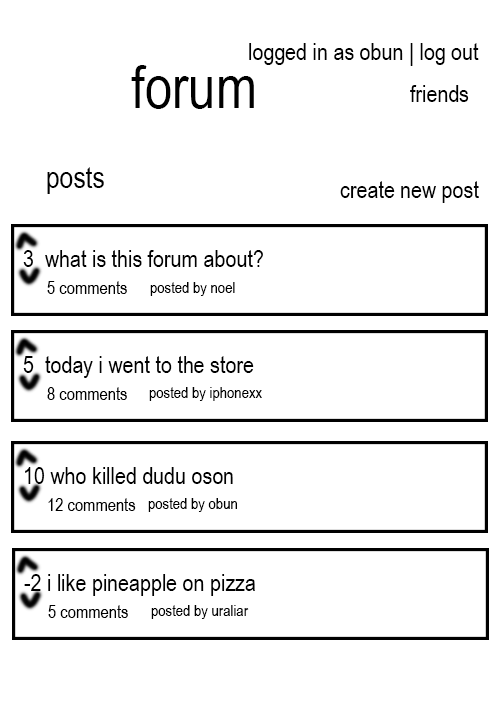 logged in as obun | log out
forum
friends
posts
create new post
3 what is this forum about?
5 comments posted by noel
5 today i went to the store
8 comments posted by iphonexx
10 who killed dudu oson
12 comments posted by obun
-2 i like pineapple on pizza
5 comments posted by uraliar